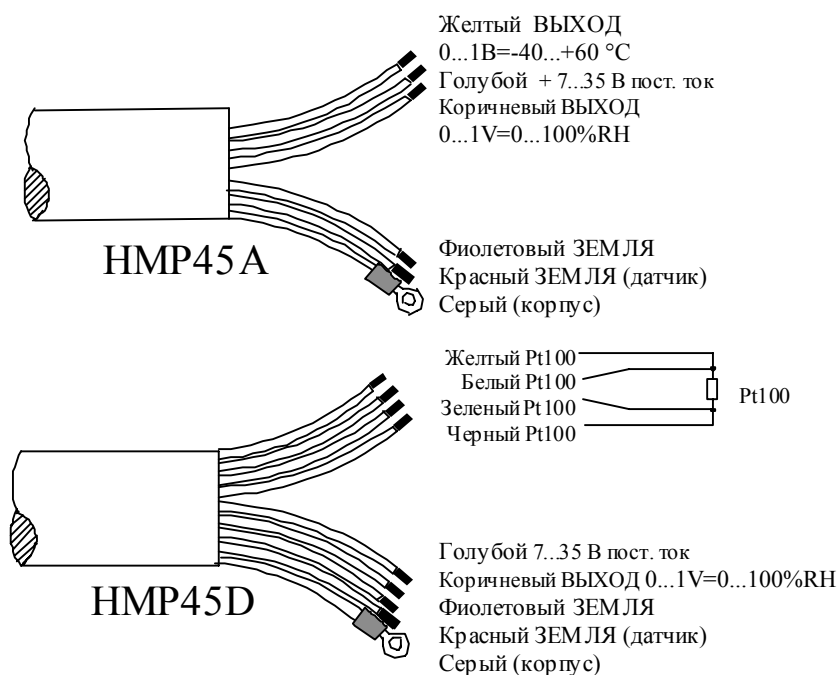 Желтый ВЫХОД
0...1В=-40...+60 °C
Голубой + 7...35 В пост. ток
Коричневый ВЫХОД
0...1V=0...100%RH
HMP45A
Фиолетовый ЗЕМЛЯ
Красный ЗЕМЛЯ (датчик)
Серый (корпус)
Желтый Pt100
Белый Pt100
Зеленый Pt100
Черный Pt100
Pt100
HMP45D
Голубой 7...35 В пост. ток
Коричневый ВЫХОД 0...1V=0...100%RH
Фиолетовый ЗЕМЛЯ
Красный ЗЕМЛЯ (датчик)
Серый (корпус)